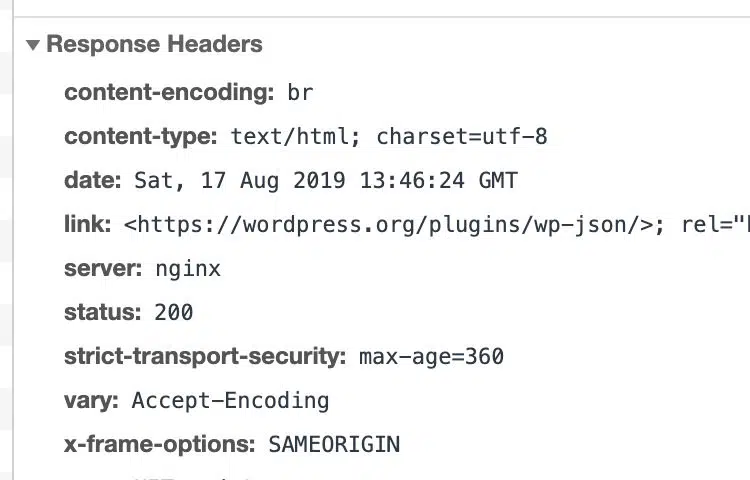 ▼ Response Headers
content-encoding: br
content-type: text/html; charset=utf-8
date: Sat, 17 Aug 2019 13:46:24 GMT
link: <https://wordpress.org/plugins/wp-json/>; rel="
server: nginx
status: 200
strict-transport-security: max-age=360
vary: Accept-Encoding
x-frame-options: SAMEORIGIN